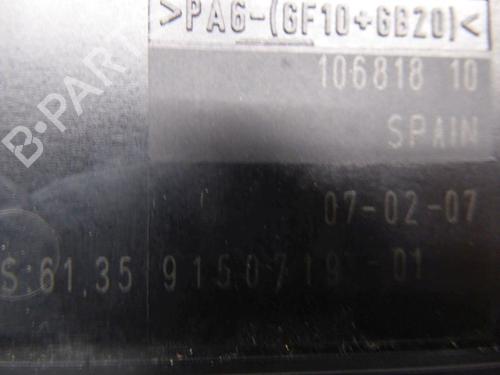 >PA6-(GF10+GB20)<
106818 10
SPAIN
07-02-07
S:61.35 9150719 -01
B-PARTS